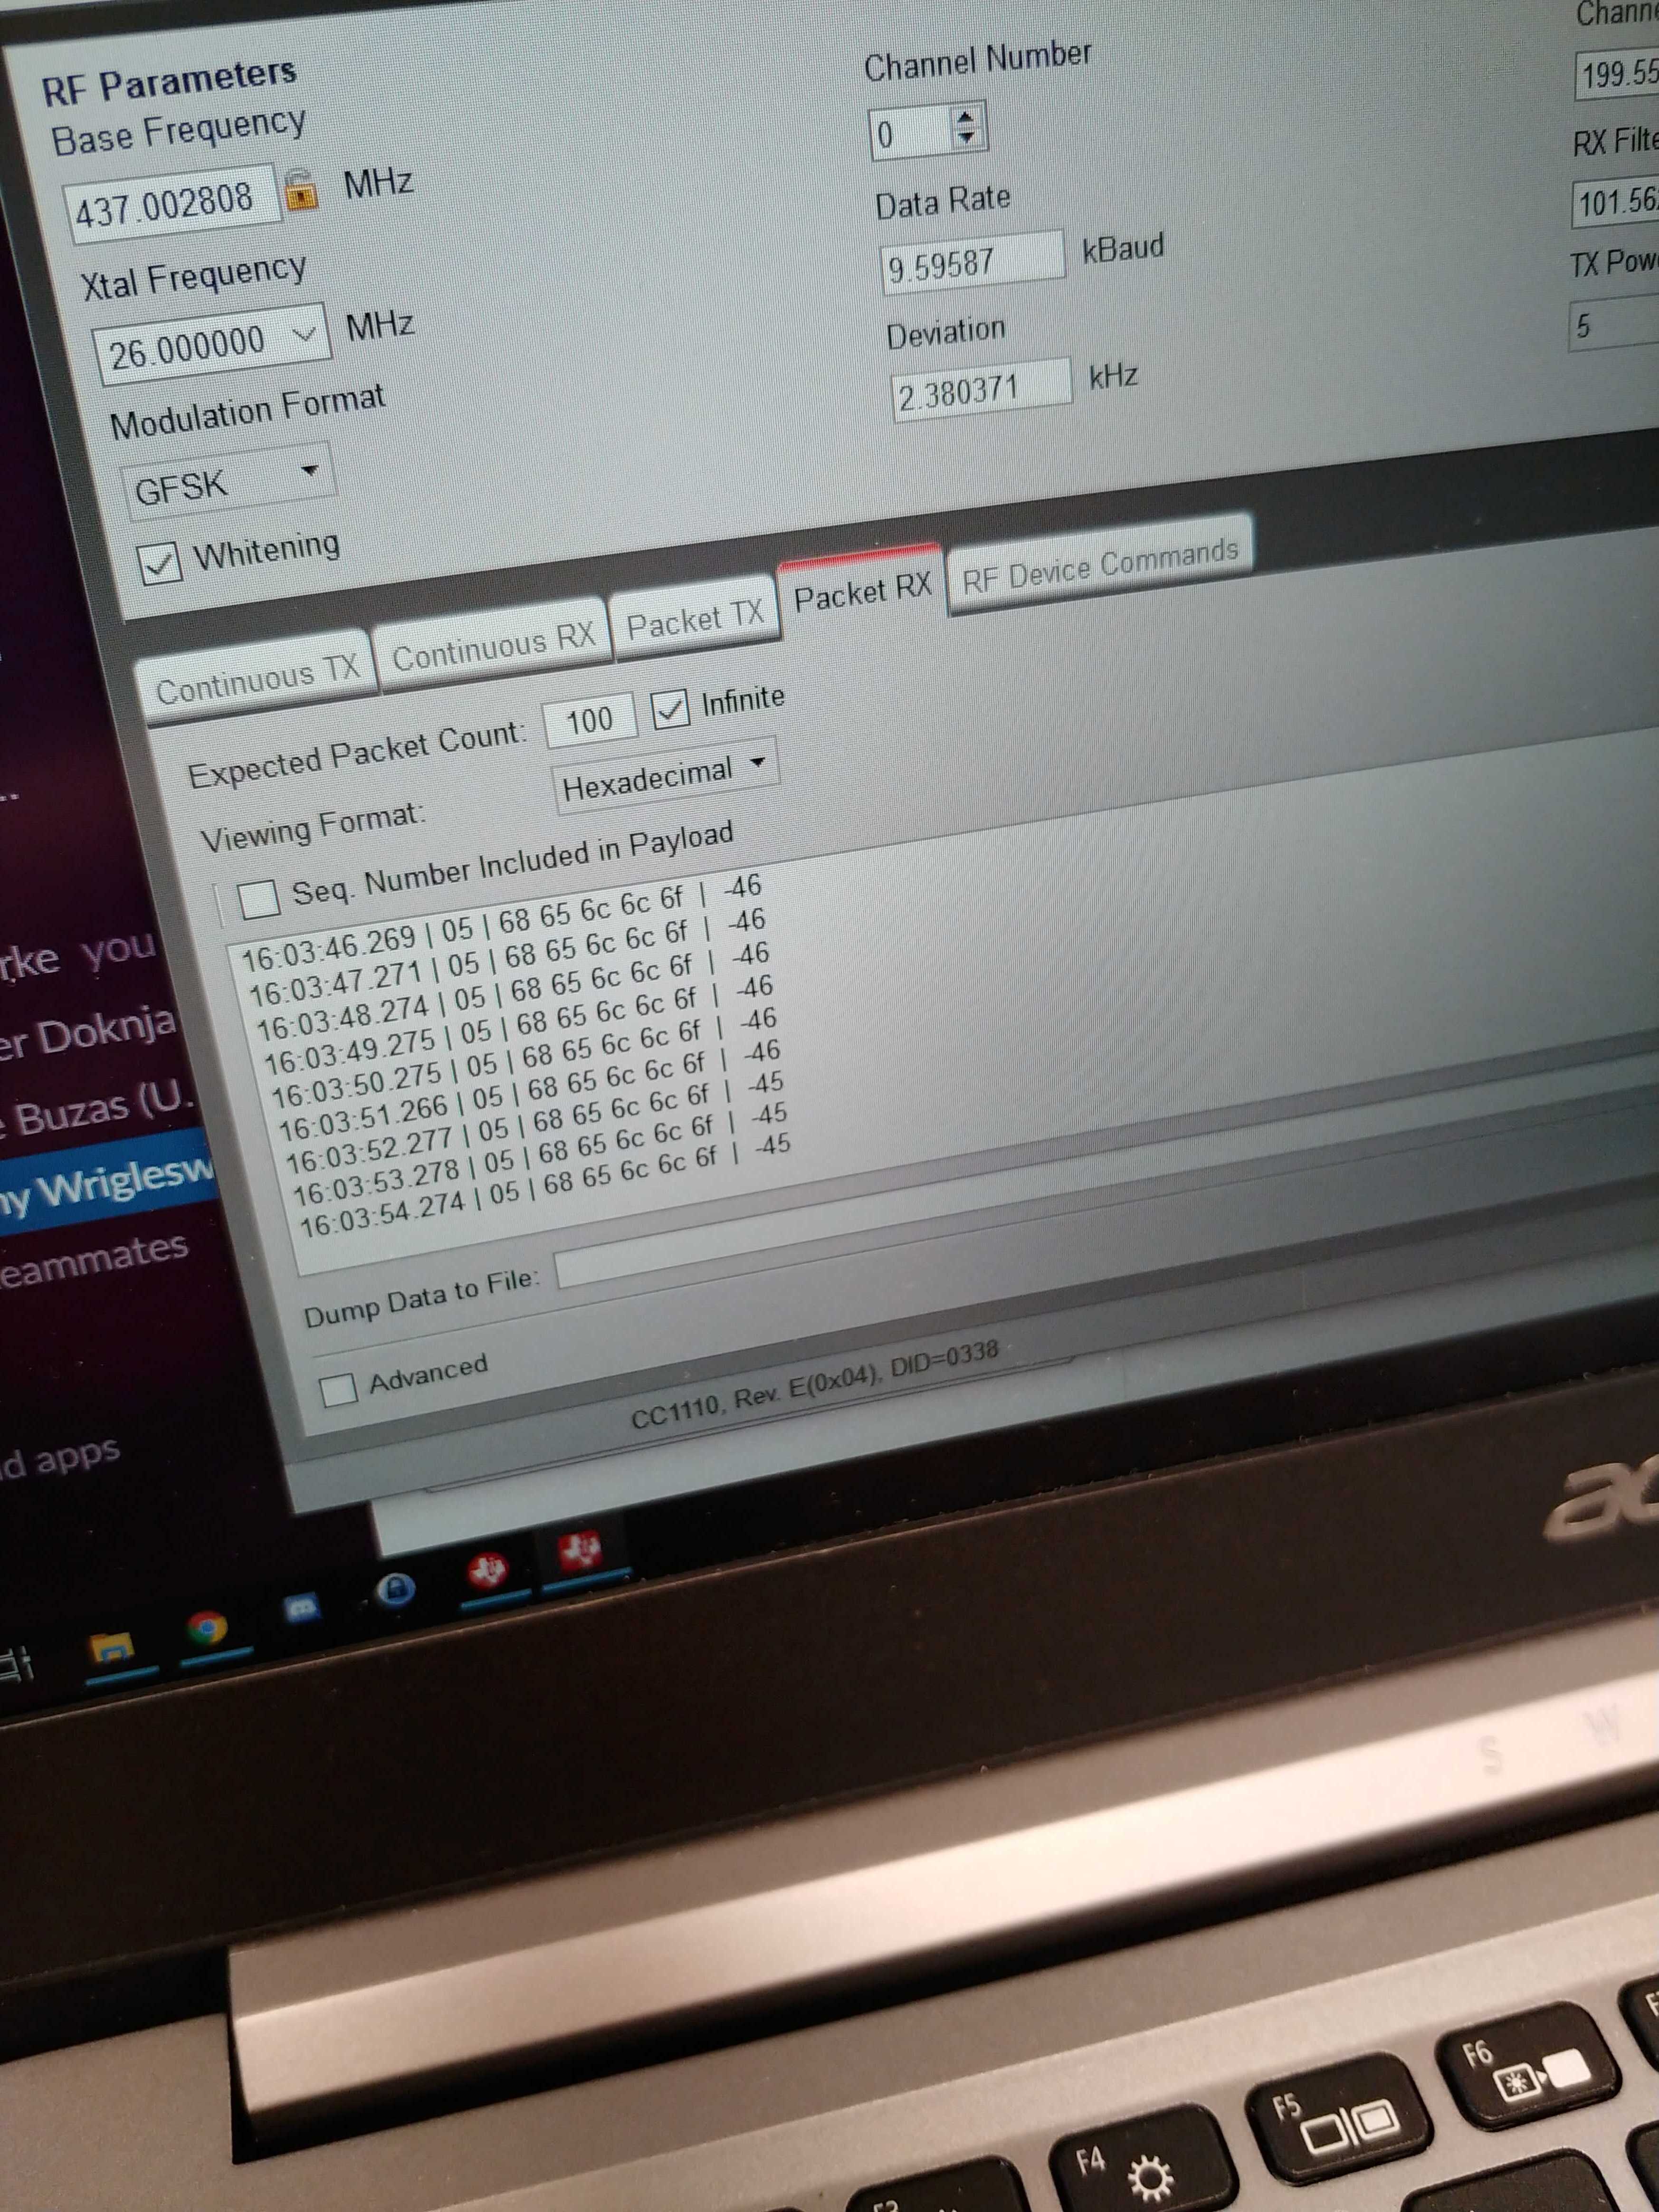 RF Parameters
Base Frequency
437.002808 MHz
Xtal Frequency
26.000000 MHz
Modulation Format
GFSK
Whitening
Channel Number
0
Data Rate
9.59587 kBaud
Deviation
2.380371 kHz
199.55
101.56
TX
5
Continuous TX
Continuous RX
Packet TX
Packet RX
RF Device Commands
Expected Packet Count: 100 Infinite
Viewing Format: Hexadecimal
Seq. Number Included in Payload
16:03:46.269 | 05 | 68 65 6c 6c 6f | -46
16:03:47.271 | 05 | 68 65 6c 6c 6f | -46
16:03:48.274 | 05 | 68 65 6c 6c 6f | -46
16:03:49.275 | 05 | 68 65 6c 6c 6f | -46
16:03:50.275 | 05 | 68 65 6c 6c 6f | -46
16:03:51.266 | 05 | 68 65 6c 6c 6f | -46
16:03:52.277 | 05 | 68 65 6c 6c 6f | -45
16:03:53.278 | 05 | 68 65 6c 6c 6f | -45
16:03:54.274 | 05 | 68 65 6c 6c 6f | -45
Dump Data to File:
Advanced
CC1110, Rev. E(0x04), DID=0338
rke you
er Doknja
Buzas (U.
ny Wriglesw
eammates
d apps
ac
S W
F4
F5
F6